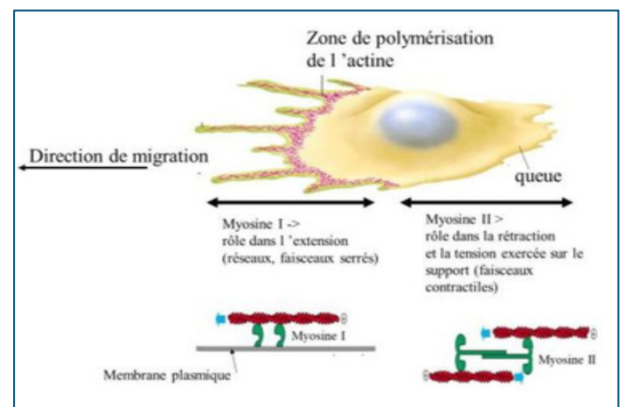 Zone de polymérisation
de l ’actine
Direction de migration
queue
Myosine I ->
rôle dans l ’extension
(réseaux, faisceaux serrés)
Myosine II >
rôle dans la rétraction
et la tension exercée sur le
support (faisceaux
contractiles)
Myosine I
Membrane plasmique
Myosine II